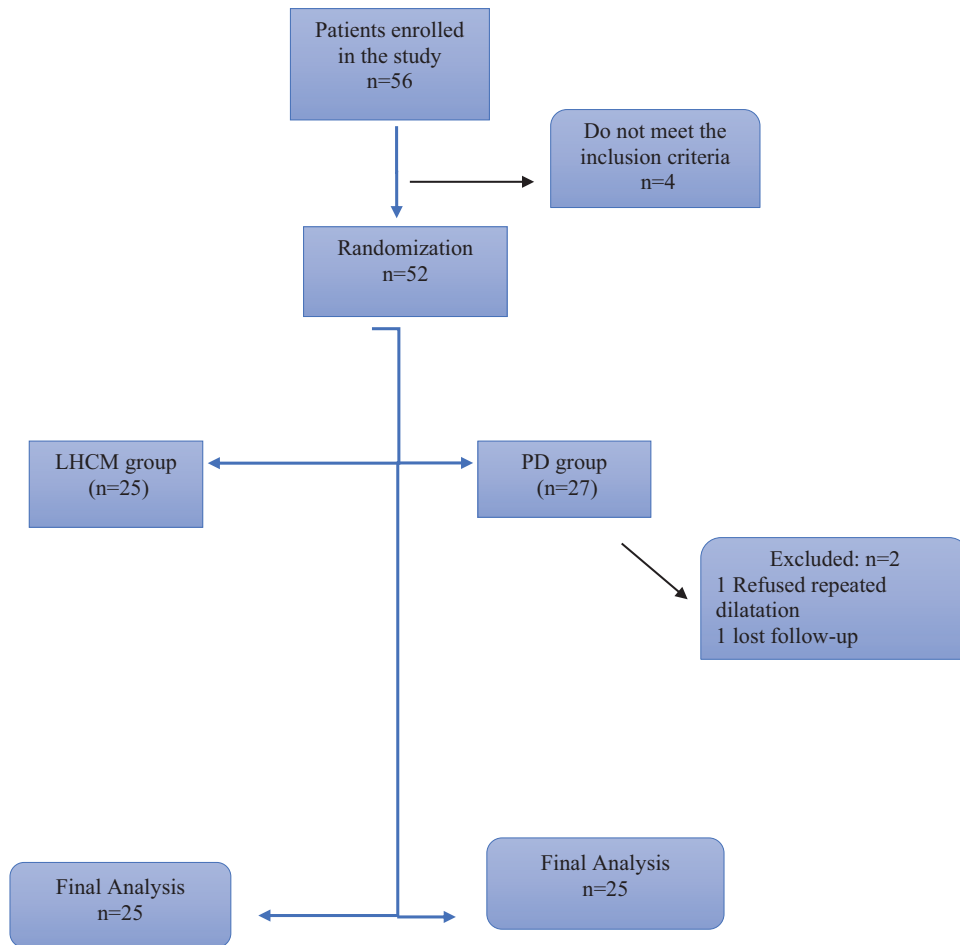 Patients enrolled
in the study
n=56
Do not meet the
inclusion criteria
n=4
Randomization
n=52
LHCM group
(n=25)
PD group
(n=27)
Excluded: n=2
1 Refused repeated
dilatation
1 lost follow-up
Final Analysis
n=25
Final Analysis
n=25